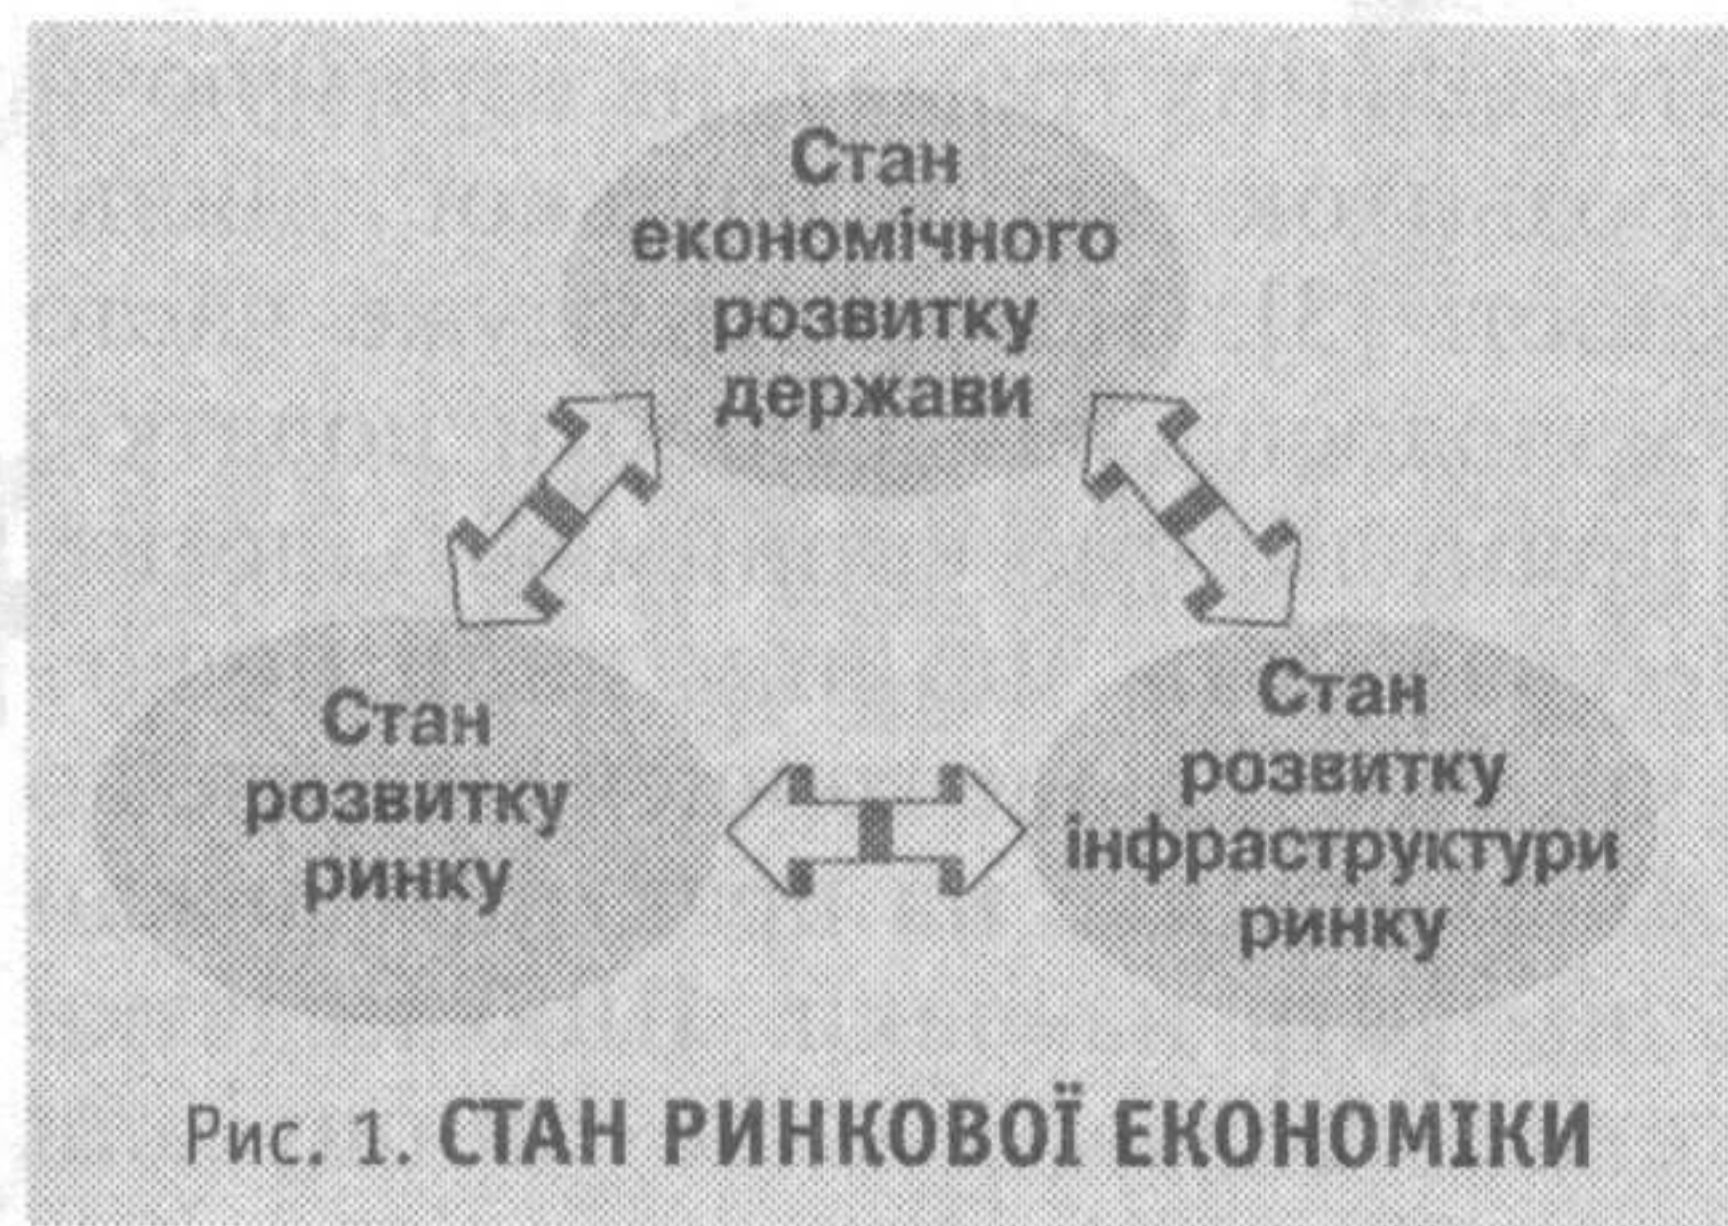 Стан
економічного
розвитку
держави
Стан
розвитку
ринку
Стан
розвитку
інфраструктури
ринку
Рис. 1. СТАН РИНКОВОЇ ЕКОНОМІКИ